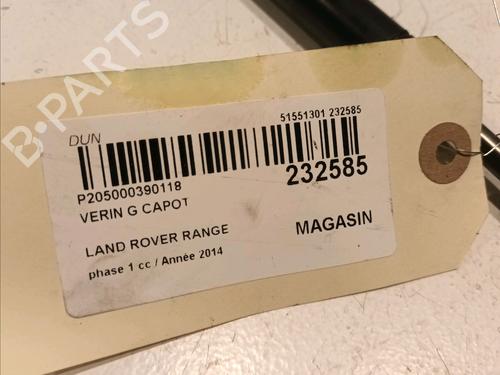 B-PARTS
DUN
51551301 232585
P205000390118
232585
VERIN G CAPOT
LAND ROVER RANGE
MAGASIN
phase 1 cc / Année 2014